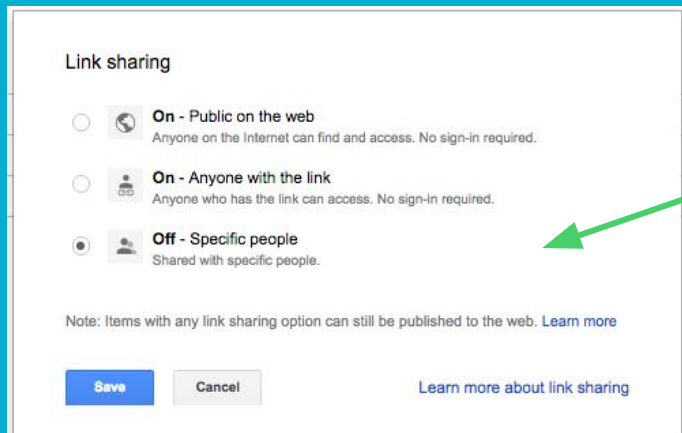 Link sharing
On - Public on the web
Anyone on the Internet can find and access. No sign-in required.
On - Anyone with the link
Anyone who has the link can access. No sign-in required.
Off - Specific people
Shared with specific people.
Note: Items with any link sharing option can still be published to the web. Learn more
Save Cancel Learn more about link sharing